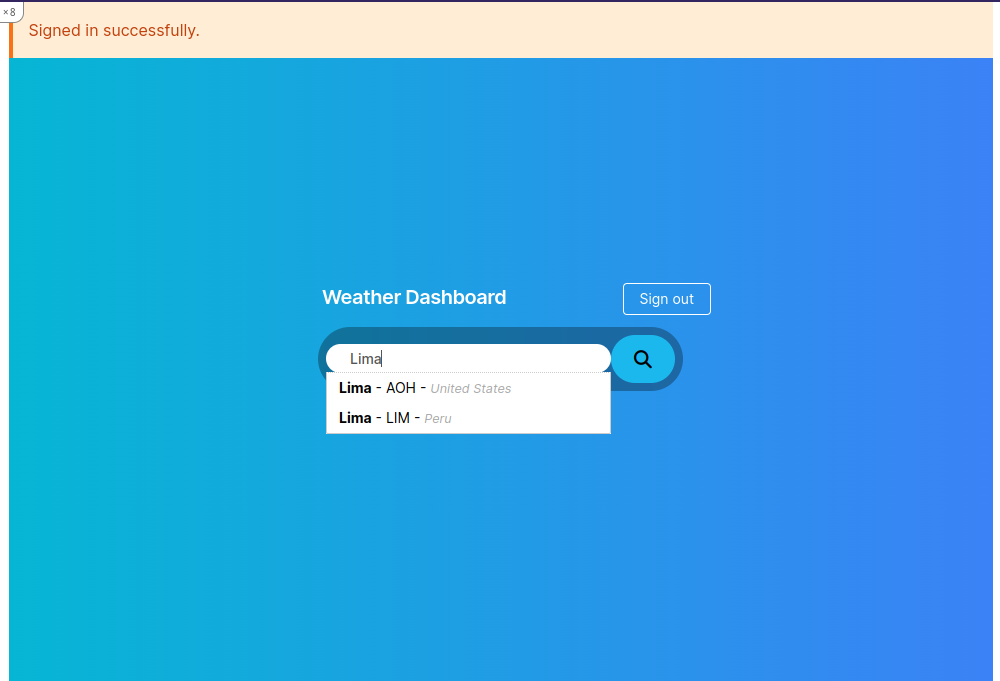 ×8
Signed in successfully.
Weather Dashboard
Sign out
Lima
Lima - AOH - United States
Lima - LIM - Peru